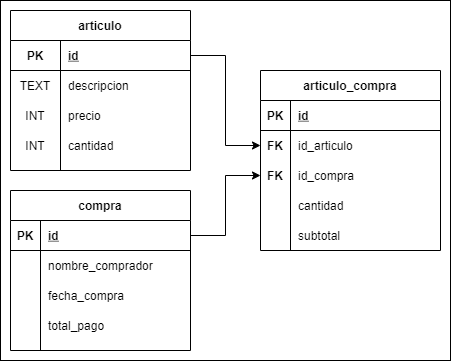 articulo
PK id
TEXT descripcion
INT precio
INT cantidad
compra
PK id
nombre_comprador
fecha_compra
total_pago
articulo_compra
PK id
FK id_articulo
FK id_compra
cantidad
subtotal